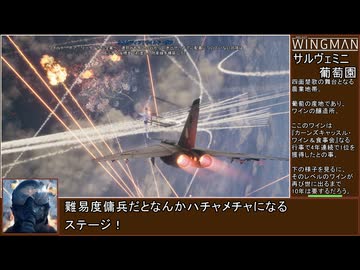 WINGMAN
サルヴェミニ
葡萄園
四面楚歌の舞台となる
農業地帯。
葡萄の産地であり、
ワインの醸造所。
ここのワインは
『カーンズキャッスル・
ワイン&食事会』なる
行事で4年連続で1位を
獲得したとの事。
下の様子を見るに、
そのレベルのワインが
再び世に出るまで
10年は要するだろう。
難易度傭兵だとなんかハチャメチャになる
ステージ!